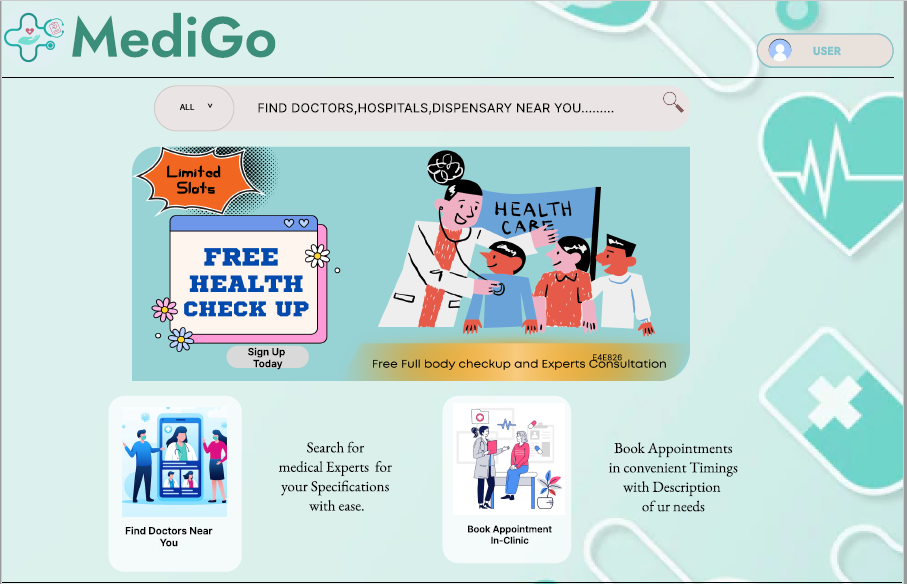 MediGo
USER
ALL
FIND DOCTORS,HOSPITALS,DISPENSARY NEAR YOU.........
Limited
Slots
HEALTH
CARE
FREE
HEALTH
CHECK UP
Sign Up
Today
E4E826
Free Full body checkup and Experts Consultation
Find Doctors Near
You
Search for
medical Experts for
your Specifications
with ease.
Book Appointment
In-Clinic
Book Appointments
in convenient Timings
with Description
of ur needs